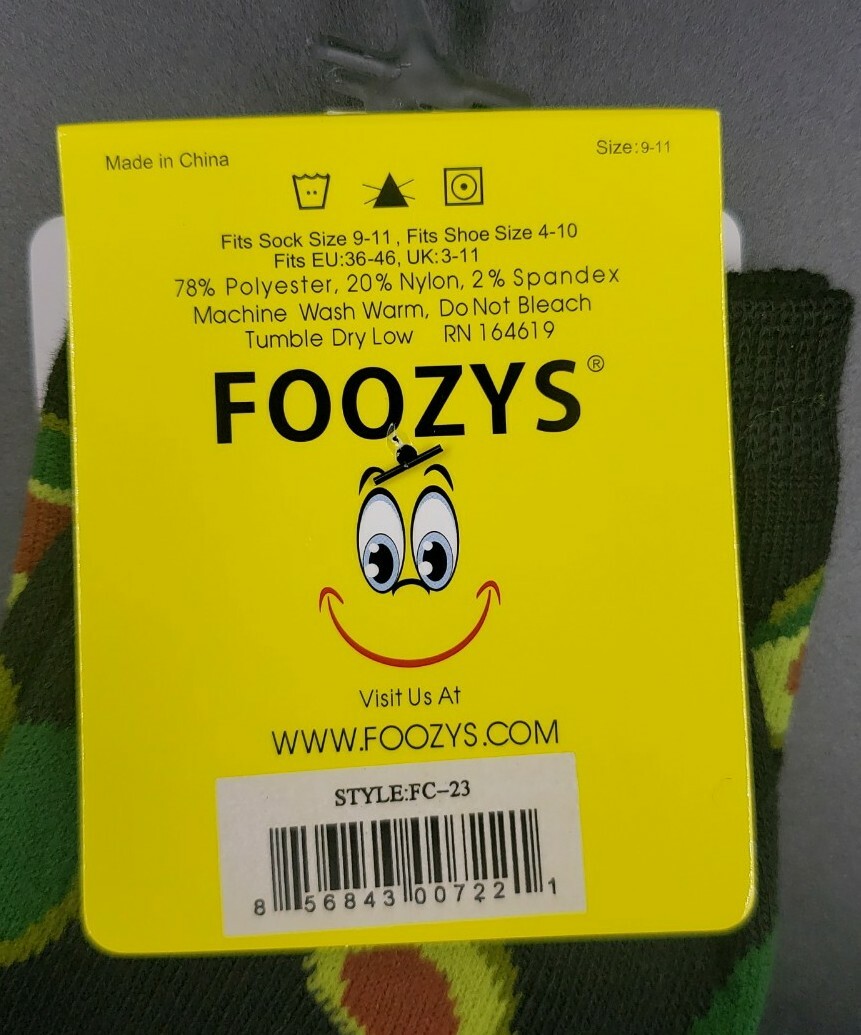 Made in China
Size: 9-11
Fits Sock Size 9-11, Fits Shoe Size 4-10
Fits EU:36-46, UK:3-11
78% Polyester, 20% Nylon, 2% Spandex
Machine Wash Warm, Do Not Bleach
Tumble Dry Low RN 164619
FOOZYS®
Visit Us At
WWW.FOOZYS.COM
STYLE:FC-23
8 56843 00722 1